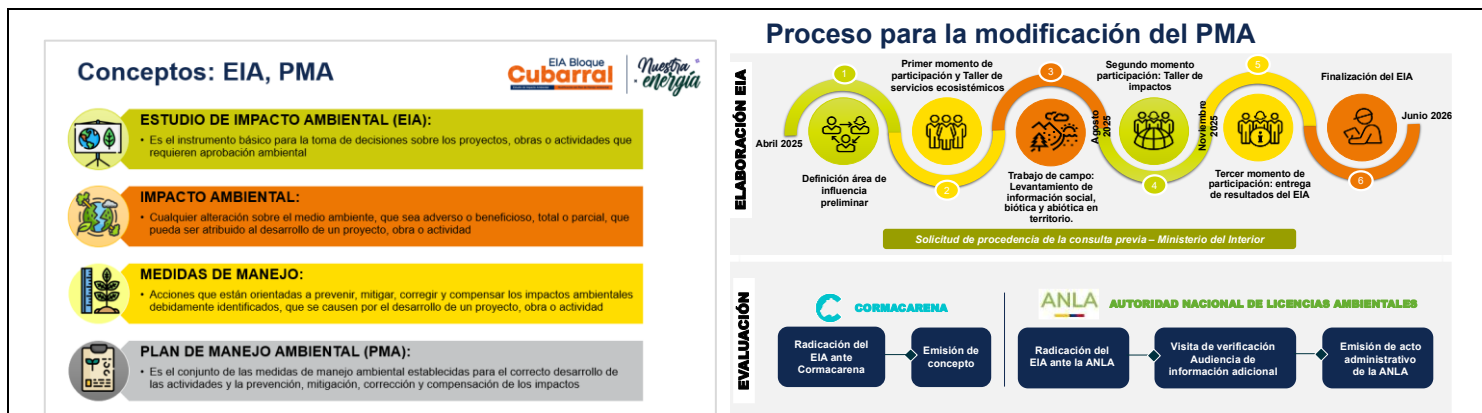 Conceptos: EIA, PMA
EIA Bloque
Cubarral
Nuestra
energía
ESTUDIO DE IMPACTO AMBIENTAL (EIA):
• Es el instrumento básico para la toma de decisiones sobre los proyectos, obras o actividades que
requieren aprobación ambiental
IMPACTO AMBIENTAL:
• Cualquier alteración sobre el medio ambiente, que sea adverso o beneficioso, total o parcial, que
pueda ser atribuido al desarrollo de un proyecto, obra o actividad
MEDIDAS DE MANEJO:
• Acciones que están orientadas a prevenir, mitigar, corregir y compensar los impactos ambientales
debidamente identificados, que se causen por el desarrollo de un proyecto, obra o actividad
PLAN DE MANEJO AMBIENTAL (PMA):
• Es el conjunto de las medidas de manejo ambiental establecidas para el correcto desarrollo de
las actividades y la prevención, mitigación, corrección y compensación de los impactos
Proceso para la modificación del PMA
ELABORACIÓN EIA
Abril 2025
1
Definición área de
influencia
preliminar
Primer momento de
participación y Taller de
servicios ecosistémicos
2
3
Trabajo de campo:
Levantamiento de
información social,
biótica y abiótica en
territorio.
Agosto
2025
Segundo momento
participación: Taller de
impactos
4
Noviembre
2025
5
Tercer momento de
participación: entrega
de resultados del EIA
Finalización del EIA
6
Junio 2026
Solicitud de procedencia de la consulta previa – Ministerio del Interior
EVALUACIÓN
CORMACARENA
Radicación del
EIA ante
Cormacarena
Emisión de
concepto
ANLA
AUTORIDAD NACIONAL DE LICENCIAS AMBIENTALES
Radicación del
EIA ante la ANLA
Visita de verificación
Audiencia de
información adicional
Emisión de acto
administrativo
de la ANLA